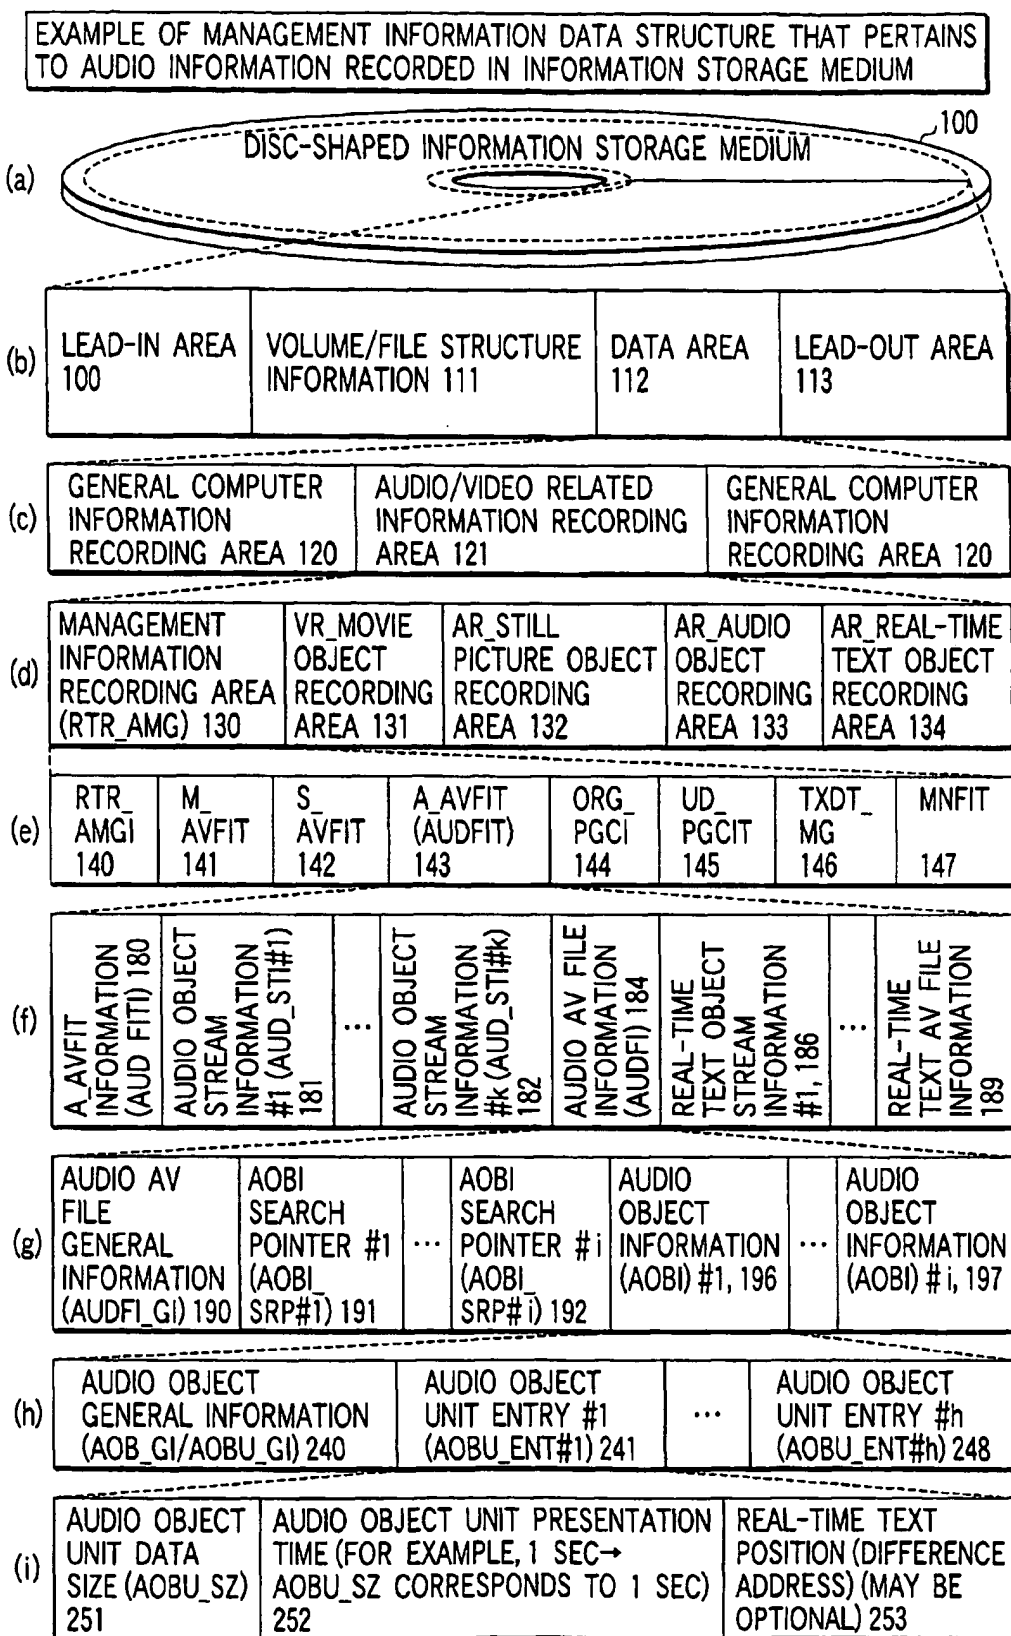 EXAMPLE OF MANAGEMENT INFORMATION DATA STRUCTURE THAT PERTAINS
TO AUDIO INFORMATION RECORDED IN INFORMATION STORAGE MEDIUM
100
DISC-SHAPED INFORMATION STORAGE MEDIUM
(a)
(b)
LEAD-IN AREA
100
VOLUME/FILE STRUCTURE
INFORMATION 111
DATA AREA
112
LEAD-OUT AREA
113
(c)
GENERAL COMPUTER
INFORMATION
RECORDING AREA 120
AUDIO/VIDEO RELATED
INFORMATION RECORDING
AREA 121
GENERAL COMPUTER
INFORMATION
RECORDING AREA 120
(d)
MANAGEMENT
INFORMATION
RECORDING AREA
(RTR_AMG) 130
VR_MOVIE
OBJECT
RECORDING
AREA 131
AR_STILL
PICTURE OBJECT
RECORDING
AREA 132
AR_AUDIO
OBJECT
RECORDING
AREA 133
AR_REAL-TIME
TEXT OBJECT
RECORDING
AREA 134
(e)
RTR_
AMGI
140
M_
AVFIT
141
S_
AVFIT
142
A_AVFIT
(AUDFIT)
143
ORG_
PGCI
144
UD_
PGCIT
145
TXDT_
MG
146
MNFIT
147
(f)
A_AVFIT
INFORMATION
(AUD FITI) 180
AUDIO OBJECT
STREAM
INFORMATION
#1 (AUD_STI#1)
181
...
AUDIO OBJECT
STREAM
INFORMATION
#k (AUD_STI#k)
182
AUDIO AV FILE
INFORMATION
(AUDFI) 184
REAL-TIME
TEXT OBJECT
STREAM
INFORMATION
#1, 186
...
REAL-TIME
TEXT AV FILE
INFORMATION
189
(g)
AUDIO AV
FILE
GENERAL
INFORMATION
(AUDFI_GI) 190
AOBI
SEARCH
POINTER #1
(AOBI_
SRP#1) 191
...
AOBI
SEARCH
POINTER #i
(AOBI_
SRP#i) 192
AUDIO
OBJECT
INFORMATION
(AOBI) #1, 196
...
AUDIO
OBJECT
INFORMATION
(AOBI) #i, 197
(h)
AUDIO OBJECT
GENERAL INFORMATION
(AOB_GI/AOBU_GI) 240
AUDIO OBJECT
UNIT ENTRY #1
(AOBU_ENT#1) 241
...
AUDIO OBJECT
UNIT ENTRY #h
(AOBU_ENT#h) 248
(i)
AUDIO OBJECT
UNIT DATA
SIZE (AOBU_SZ)
251
AUDIO OBJECT UNIT PRESENTATION
TIME (FOR EXAMPLE, 1 SEC→
AOBU_SZ CORRESPONDS TO 1 SEC)
252
REAL-TIME TEXT
POSITION (DIFFERENCE
ADDRESS) (MAY BE
OPTIONAL) 253